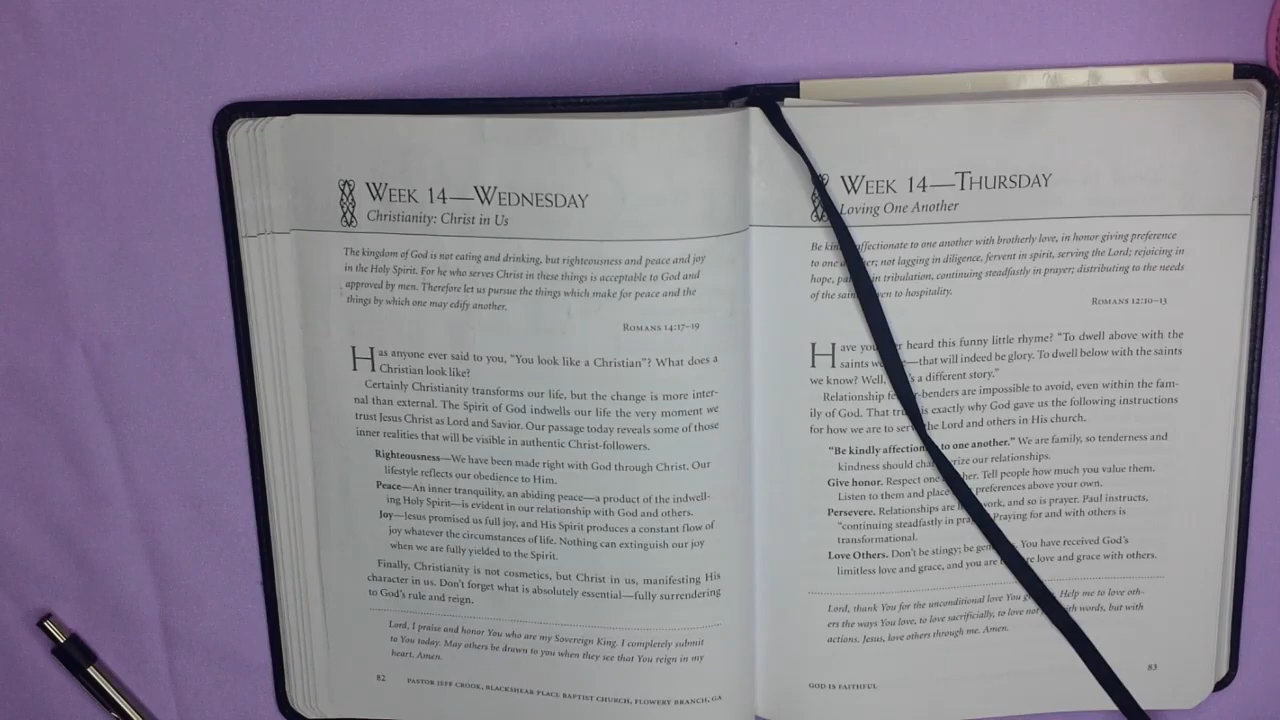 WEEK 14—WEDNESDAY
Christianity: Christ in Us
The kingdom of God is not eating and drinking, but righteousness and peace and joy
in the Holy Spirit. For he who serves Christ in these things is acceptable to God and
approved by men. Therefore let us pursue the things which make for peace and the
things by which one may edify another.
ROMANS 14:17–19
Has anyone ever said to you, "You look like a Christian"? What does a
Christian look like?
Certainly Christianity transforms our life, but the change is more inter-
nal than external. The Spirit of God indwells our life the very moment we
trust Jesus Christ as Lord and Savior. Our passage today reveals some of those
inner realities that will be visible in authentic Christ-followers.
Righteousness—We have been made right with God through Christ. Our
lifestyle reflects our obedience to Him.
Peace—An inner tranquility, an abiding peace—a product of the indwell-
ing Holy Spirit—is evident in our relationship with God and others.
Joy—Jesus promised us full joy, and His Spirit produces a constant flow of
joy whatever the circumstances of life. Nothing can extinguish our joy
when we are fully yielded to the Spirit.
Finally, Christianity is not cosmetics, but Christ in us, manifesting His
character in us. Don't forget what is absolutely essential—fully surrendering
to God's rule and reign.
Lord, I praise and honor You who are my Sovereign King. I completely submit
to You today. May others be drawn to you when they see that You reign in my
heart. Amen.
82 PASTOR JEFF CROOK, BLACKSHEAR PLACE BAPTIST CHURCH, FLOWERY BRANCH, GA
WEEK 14—THURSDAY
Loving One Another
Be affectionate to one another with brotherly love, in honor giving preference
to one not lagging in diligence, fervent in spirit, serving the Lord; rejoicing in
hope, in tribulation, continuing steadfastly in prayer; distributing to the needs
of the to hospitality.
ROMANS 12:10–13
Have heard this funny little rhyme? "To dwell above with the
saints —that will indeed be glory. To dwell below with the saints
we know? Well, a different story."
Relationship -benders are impossible to avoid, even within the fam-
ily of God. That is exactly why God gave us the following instructions
for how we are to the Lord and others in His church.
"Be kindly to one another." We are family, so tenderness and
kindness should our relationships.
Give honor. Respect one Tell people how much you value them.
Listen to them and place preferences above your own.
Persevere. Relationships are work, and so is prayer. Paul instructs,
"continuing steadfastly in Praying for and with others is
transformational.
Love Others. Don't be stingy; be You have received God's
limitless love and grace, and you are love and grace with others.
Lord, thank You for the unconditional love You Help me to love oth-
ers the ways You love, to love sacrificially, to love not words, but with
actions. Jesus, love others through me. Amen.
GOD IS FAITHFUL 83